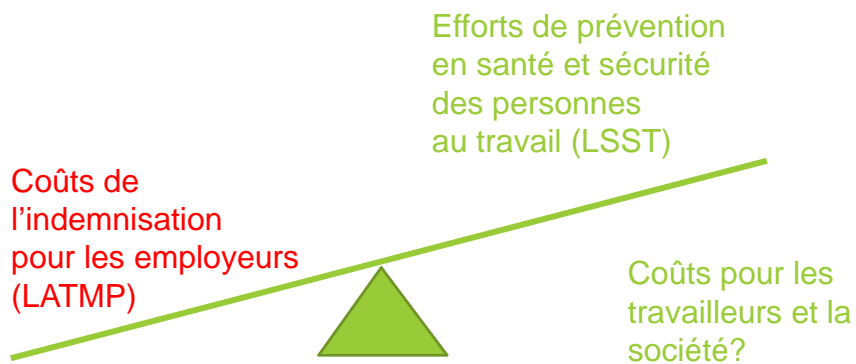 Efforts de prévention
en santé et sécurité
des personnes
au travail (LSST)
Coûts de
l’indemnisation
pour les employeurs
(LATMP)
Coûts pour les
travailleurs et la
société?